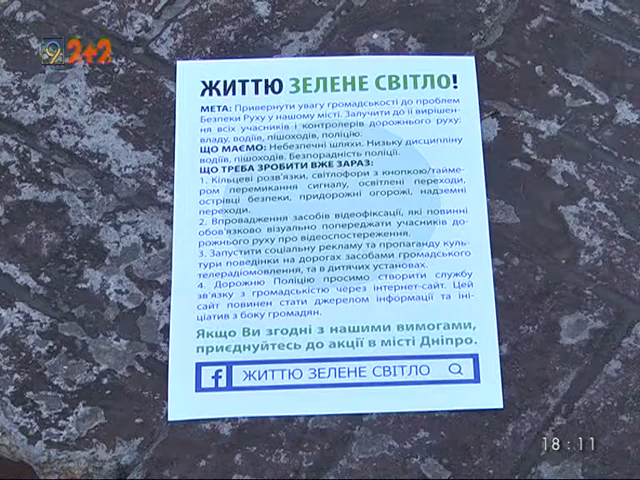 9 2+2
ЖИТТЮ ЗЕЛЕНЕ СВІТЛО!
МЕТА: Привернути увагу громадськості до проблем
Безпеки Руху у нашому місті. Залучити до її вирішен-
ня всіх учасників і контролерів дорожнього руху:
владу, водіїв, пішоходів, поліцію.
ЩО МАЄМО: Небезпечні шляхи. Низьку дисципліну
водіїв, пішоходів. Безпорадність поліції.
ЩО ТРЕБА ЗРОБИТИ ВЖЕ ЗАРАЗ:
1. Кільцеві розв'язки, світлофори з кнопкою/тайме-
ром перемикання сигналу, освітлені переходи,
острівці безпеки, придорожні огорожі, надземні
переходи.
2. Впровадження засобів відеофіксації, які повинні
обов'язково візуально попереджати учасників до-
рожнього руху про відеоспостереження.
3. Запустити соціальну рекламу та пропаганду куль-
тури поведінки на дорогах засобами громадського
телерадіомовлення, та в дитячих установах.
4. Дорожню Поліцію просимо створити службу
зв'язку з громадськістю через інтернет-сайт. Цей
сайт повинен стати джерелом інформації та іні-
ціатив з боку громадян.
Якщо Ви згодні з нашими вимогами,
приєднуйтесь до акції в місті Дніпро.
f ЖИТТЮ ЗЕЛЕНЕ СВІТЛО
18:11